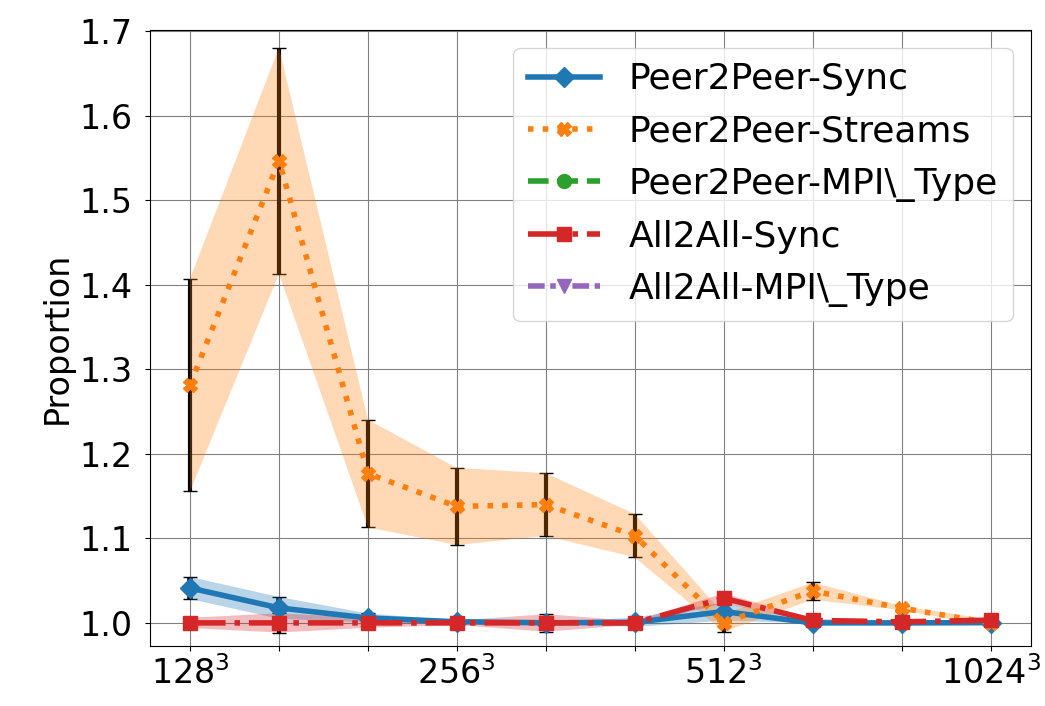 1.7
1.6
1.5
1.4
1.3
1.2
1.1
1.0
Proportion
Peer2Peer-Sync
Peer2Peer-Streams
Peer2Peer-MPI\_Type
All2All-Sync
All2All-MPI\_Type
128³ 256³ 512³ 1024³